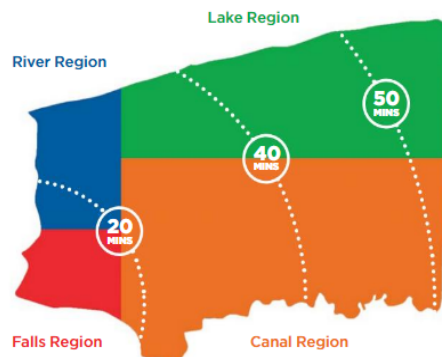 Lake Region
River Region
50
MINS
40
MINS
20
MINS
Falls Region
Canal Region